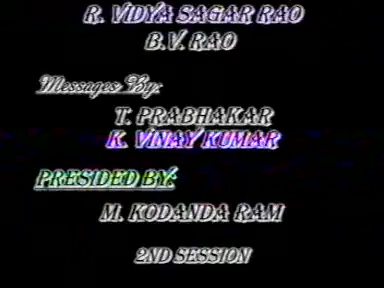 R. VIDYA SAGAR RAO
B.V. RAO
Messages By:
T. PRABHAKAR
K. VINAY KUMAR
PRESIDED BY:
M. KODANDA RAM
2ND SESSION